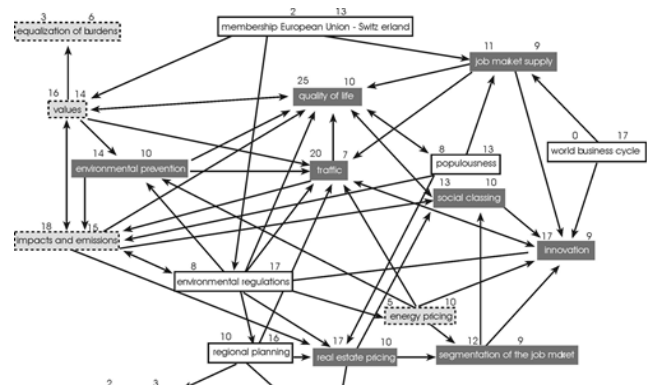 3 6
equalization of burdens
2 13
membership European Union - Switz erland
11 9
job market supply
16 14
values
25 10
quality of life
0 17
world business cycle
14 10
environmental prevention
20 7
traffic
8 13
populousness
13 10
social classing
18 15
impacts and emissions
17 9
innovation
8 17
environmental regulations
5 10
energy pricing
10 16
regional planning
17 10
real estate pricing
12 9
segmentation of the job market
2 3